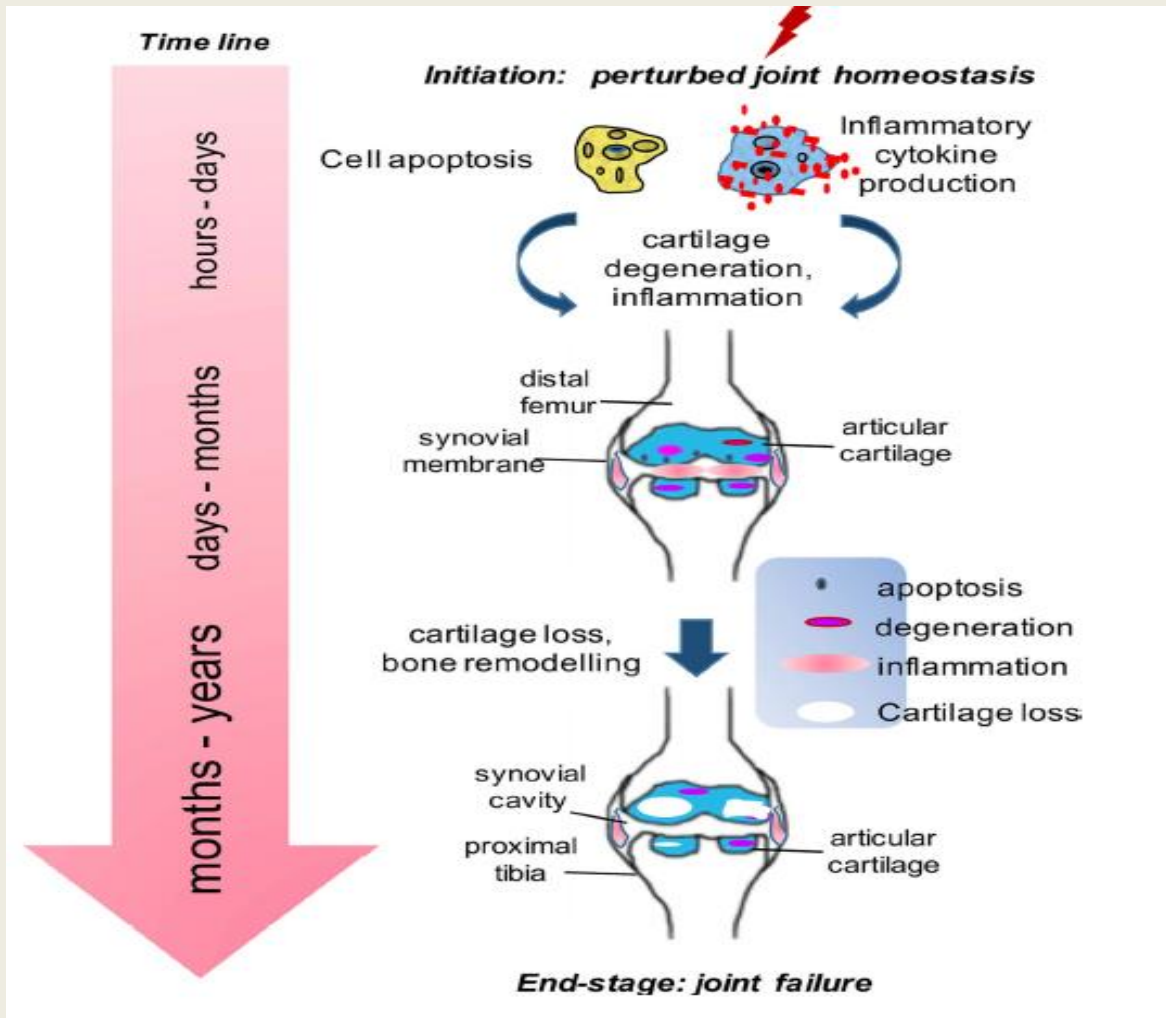 Time line
Initiation: perturbed joint homeostasis
hours - days
Cell apoptosis
Inflammatory
cytokine
production
cartilage
degeneration,
inflammation
days - months
distal
femur
synovial
membrane
articular
cartilage
apoptosis
degeneration
inflammation
Cartilage loss
cartilage loss,
bone remodelling
months - years
synovial
cavity
proximal
tibia
articular
cartilage
End-stage: joint failure